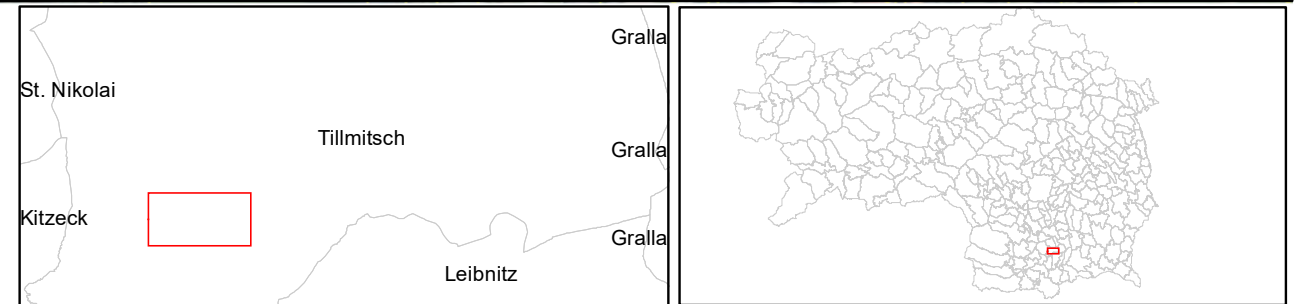 Gralla
St. Nikolai
Tillmitsch
Gralla
Kitzeck
Gralla
Leibnitz